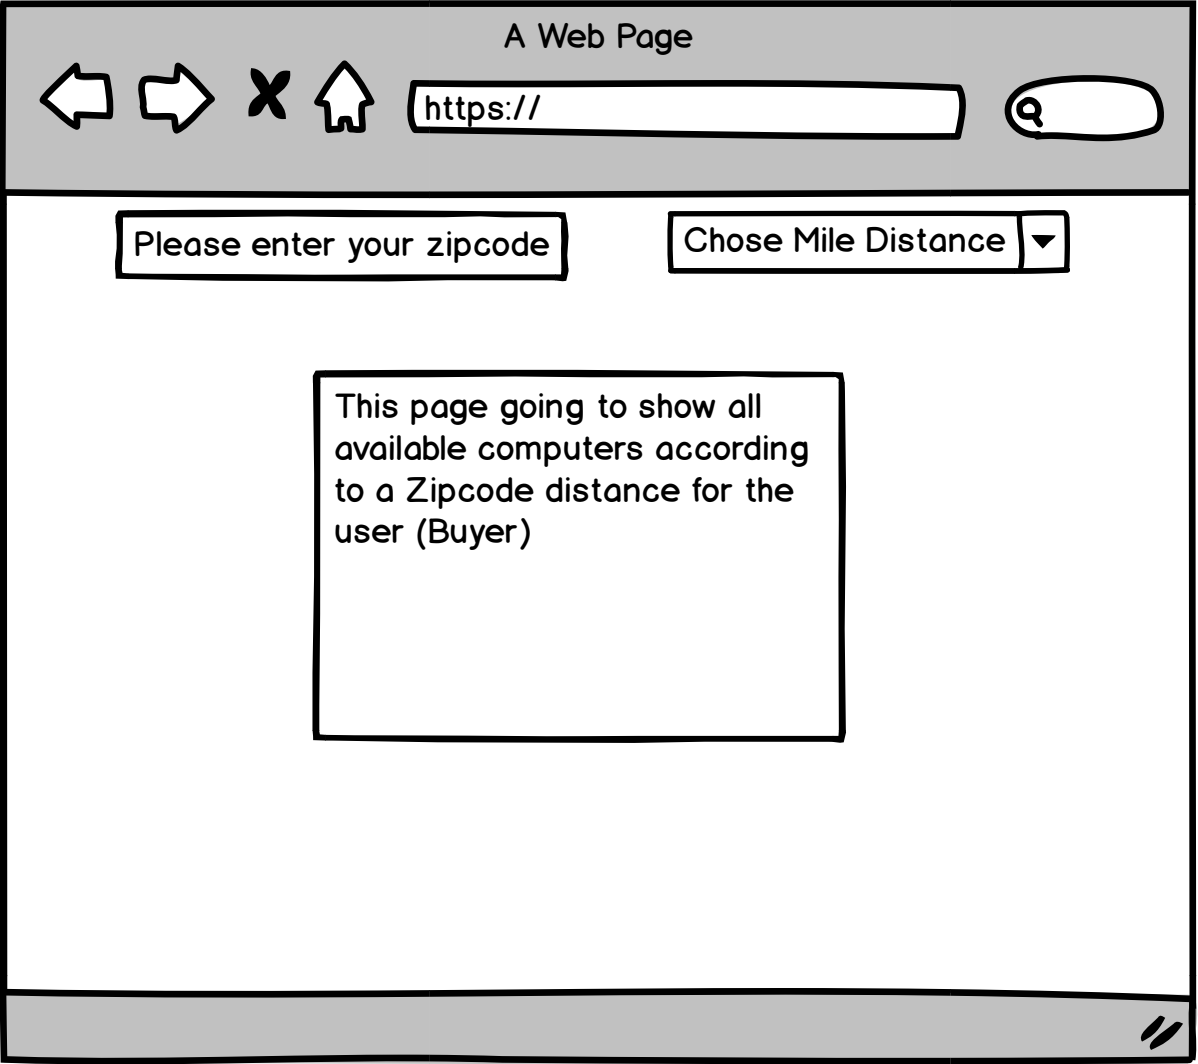 A Web Page
https://
Please enter your zipcode
Chose Mile Distance
This page going to show all
available computers according
to a Zipcode distance for the
user (Buyer)